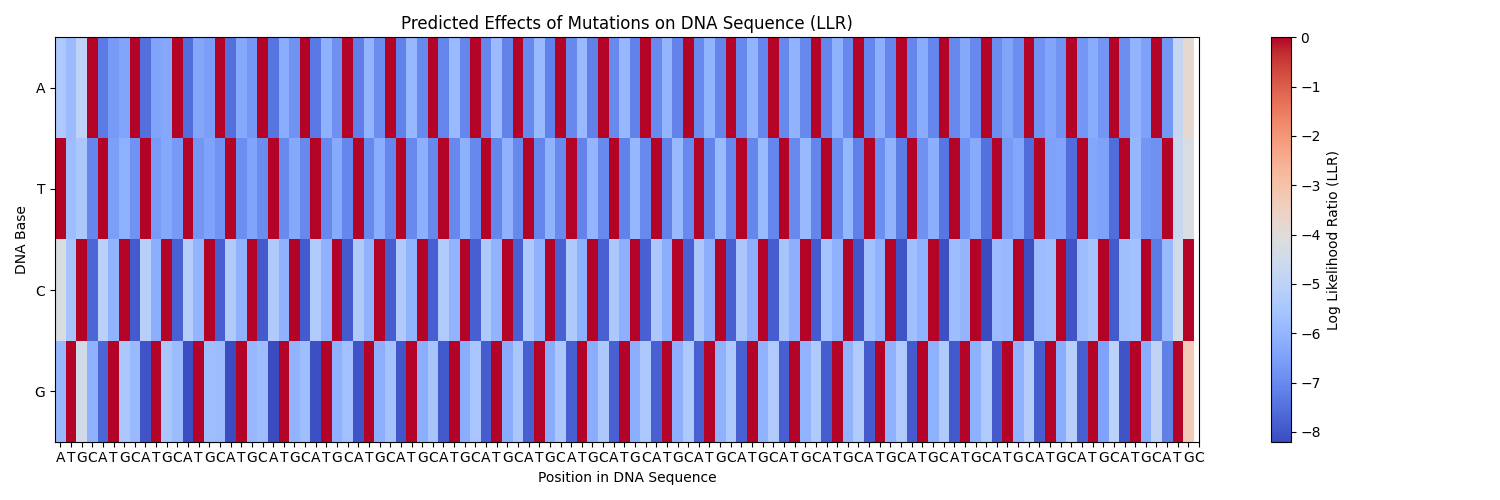 Predicted Effects of Mutations on DNA Sequence (LLR)
DNA Base
A
T
C
G
ATGCATGCATGCATGCATGCATGCATGCATGCATGCATGCATGCATGCATGCATGCATGCATGCATGCATGCATGCATGCATGCATGCATGCATGCATGCATGCATGC
Position in DNA Sequence
0
−1
−2
−3
−4
−5
−6
−7
−8
Log Likelihood Ratio (LLR)